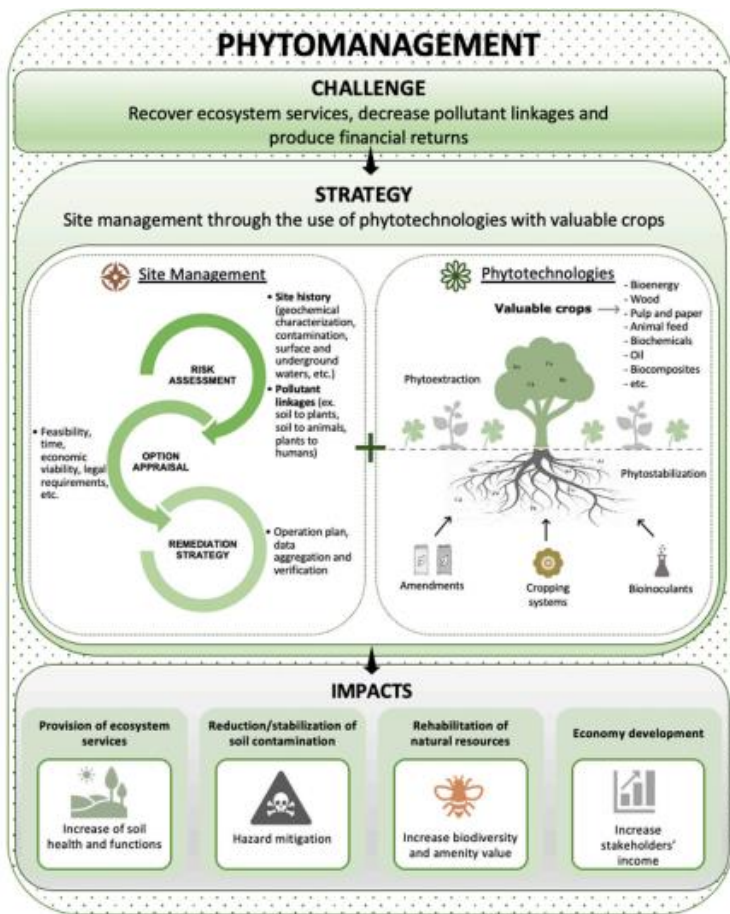 PHYTOMANAGEMENT
CHALLENGE
Recover ecosystem services, decrease pollutant linkages and
produce financial returns
STRATEGY
Site management through the use of phytotechnologies with valuable crops
Site Management
• Site history
(geochemical
characterization,
contamination,
surface and
underground
waters, etc.)
• Pollutant
linkages (ex.
soil to plants,
soil to animals,
plants to
humans)
RISK
ASSESSMENT
• Feasibility,
time,
economic
viability, legal
requirements,
etc.
OPTION
APPRAISAL
REMEDIATION
STRATEGY
• Operation plan,
data
aggregation and
verification
+
Phytotechnologies
Valuable crops
- Bioenergy
- Wood
- Pulp and paper
- Animal feed
- Biochemicals
- Oil
- Biocomposites
- etc.
Phytoextraction
Phytostabilization
Amendments
Cropping
systems
Bioinoculants
IMPACTS
Provision of ecosystem
services
Increase of soil
health and functions
Reduction/stabilization of
soil contamination
Hazard mitigation
Rehabilitation of
natural resources
Increase biodiversity
and amenity value
Economy development
Increase
stakeholders'
income